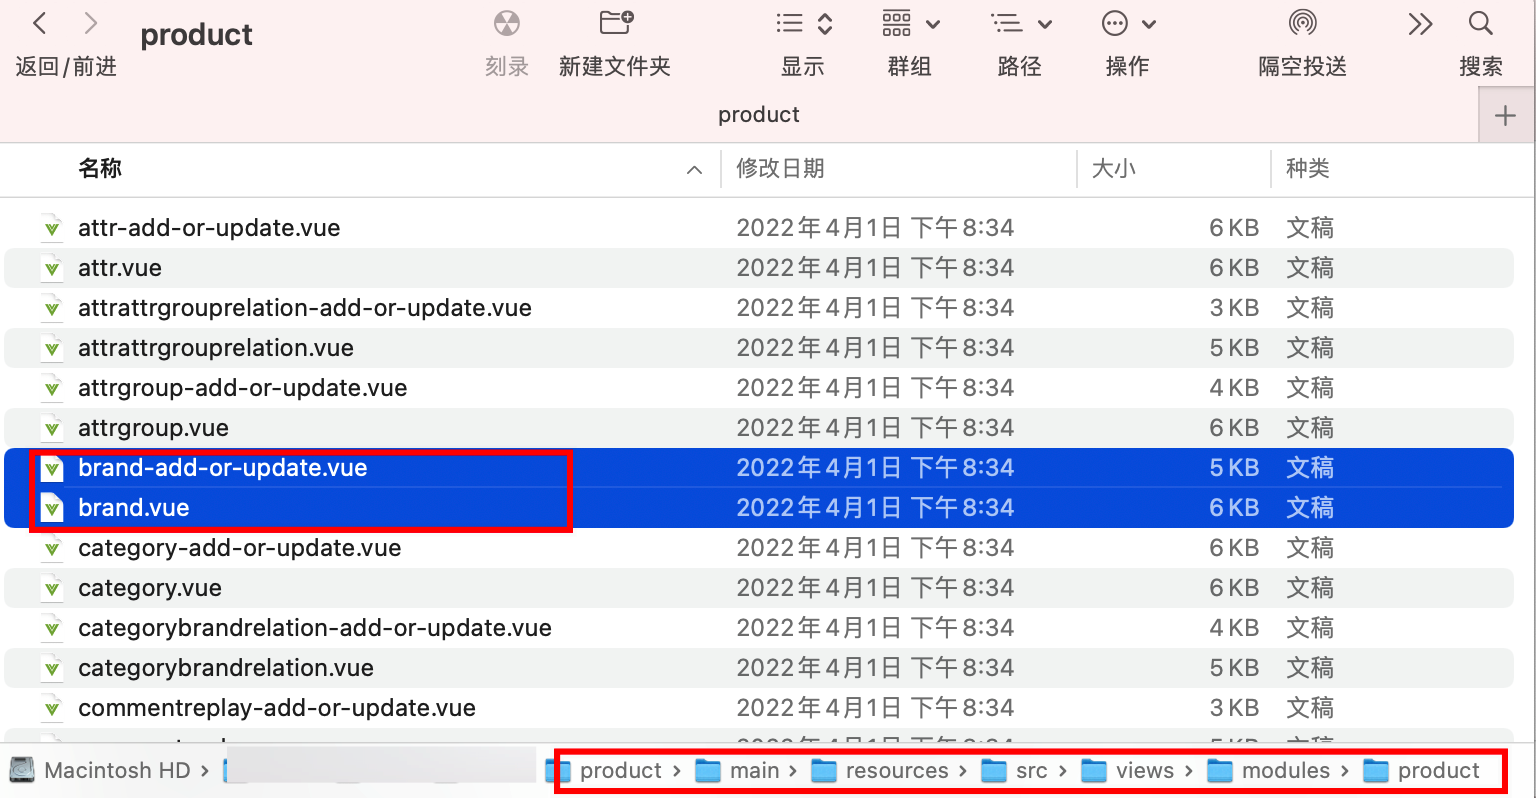 product
返回/前进
刻录
新建文件夹
显示
群组
路径
操作
隔空投送
搜索
product
名称 修改日期 大小 种类
attr-add-or-update.vue 2022年4月1日 下午8:34 6 KB 文稿
attr.vue 2022年4月1日 下午8:34 6 KB 文稿
attrattrgrouprelation-add-or-update.vue 2022年4月1日 下午8:34 3 KB 文稿
attrattrgrouprelation.vue 2022年4月1日 下午8:34 5 KB 文稿
attrgroup-add-or-update.vue 2022年4月1日 下午8:34 4 KB 文稿
attrgroup.vue 2022年4月1日 下午8:34 6 KB 文稿
brand-add-or-update.vue 2022年4月1日 下午8:34 5 KB 文稿
brand.vue 2022年4月1日 下午8:34 6 KB 文稿
category-add-or-update.vue 2022年4月1日 下午8:34 6 KB 文稿
category.vue 2022年4月1日 下午8:34 6 KB 文稿
categorybrandrelation-add-or-update.vue 2022年4月1日 下午8:34 4 KB 文稿
categorybrandrelation.vue 2022年4月1日 下午8:34 5 KB 文稿
commentreplay-add-or-update.vue 2022年4月1日 下午8:34 3 KB 文稿
Macintosh HD › product › main › resources › src › views › modules › product